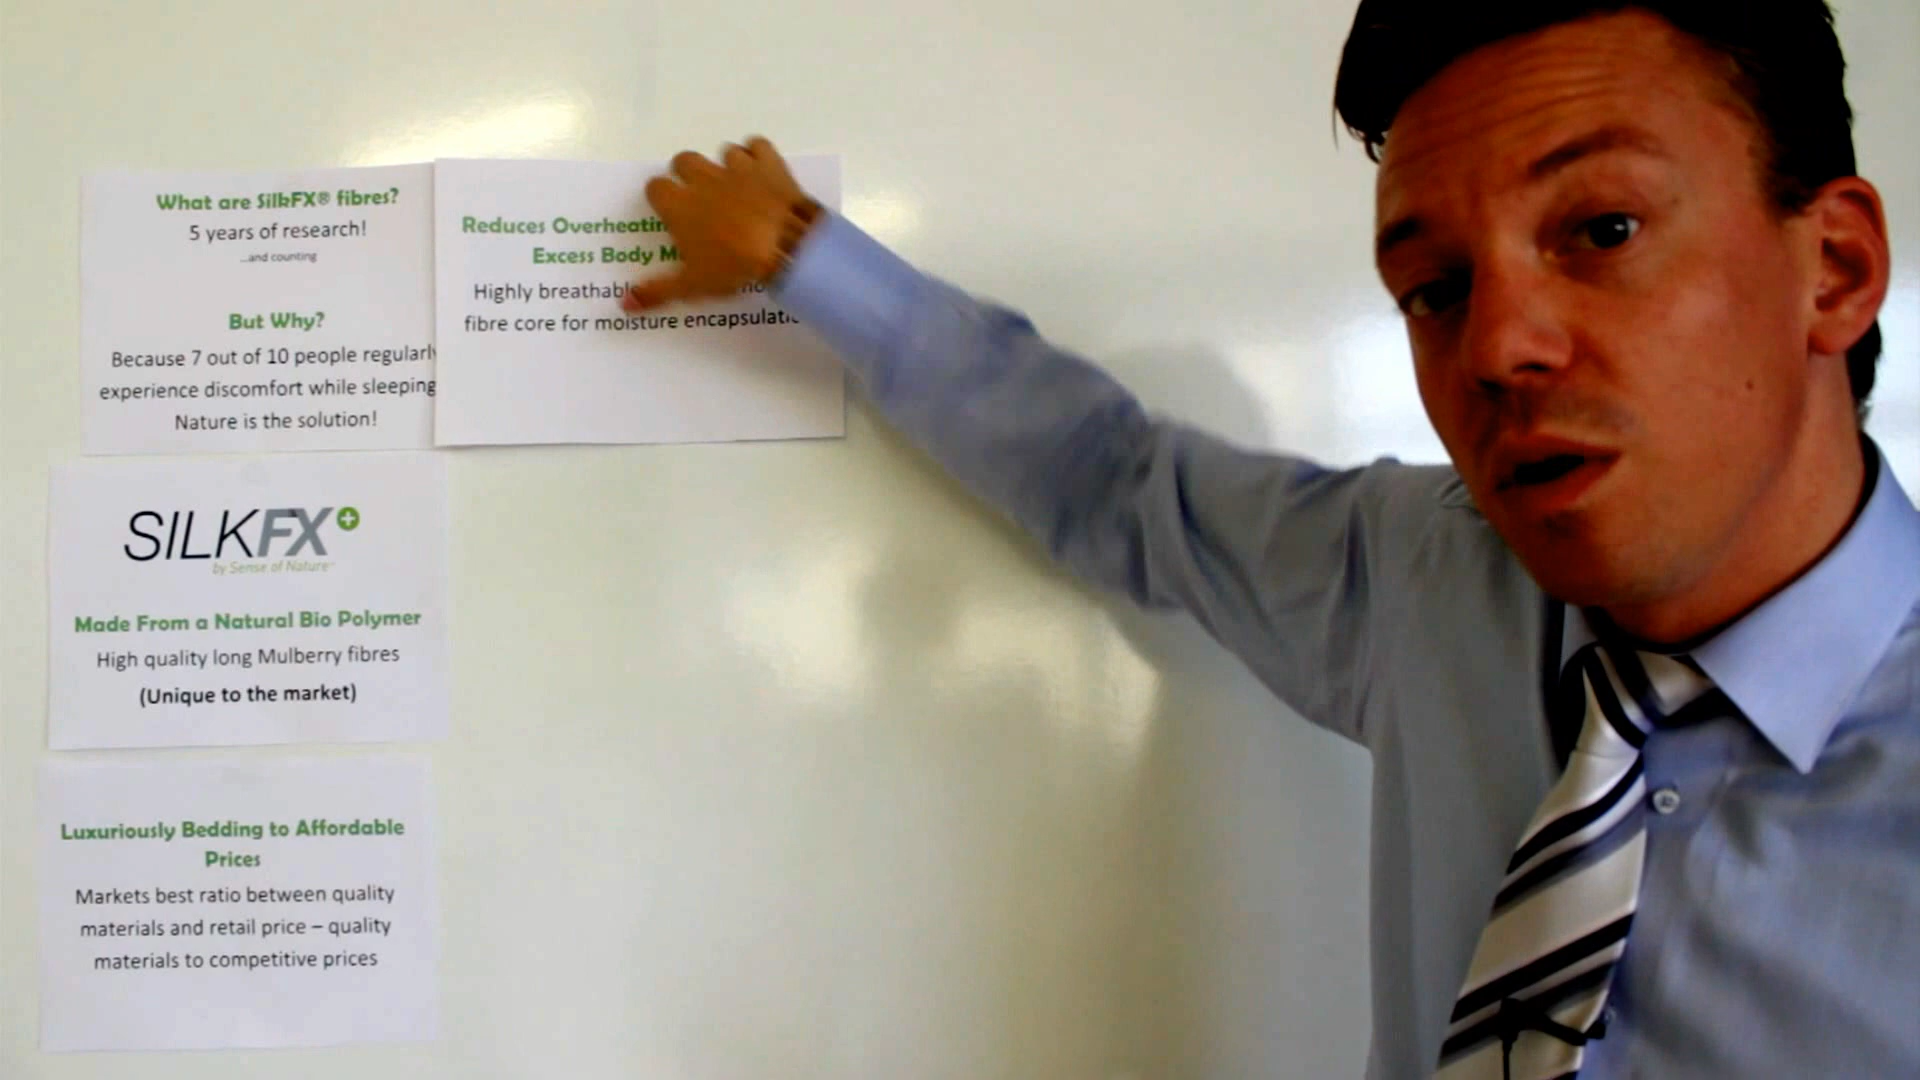 What are SilkFX® fibres?
5 years of research!
...and counting
But Why?
Because 7 out of 10 people regularly
experience discomfort while sleeping
Nature is the solution!
SILKFX+
by Sense of Nature
Made From a Natural Bio Polymer
High quality long Mulberry fibres
(Unique to the market)
Luxuriously Bedding to Affordable
Prices
Markets best ratio between quality
materials and retail price – quality
materials to competitive prices
Reduces
Excess Body
Highly
fibre core for moisture